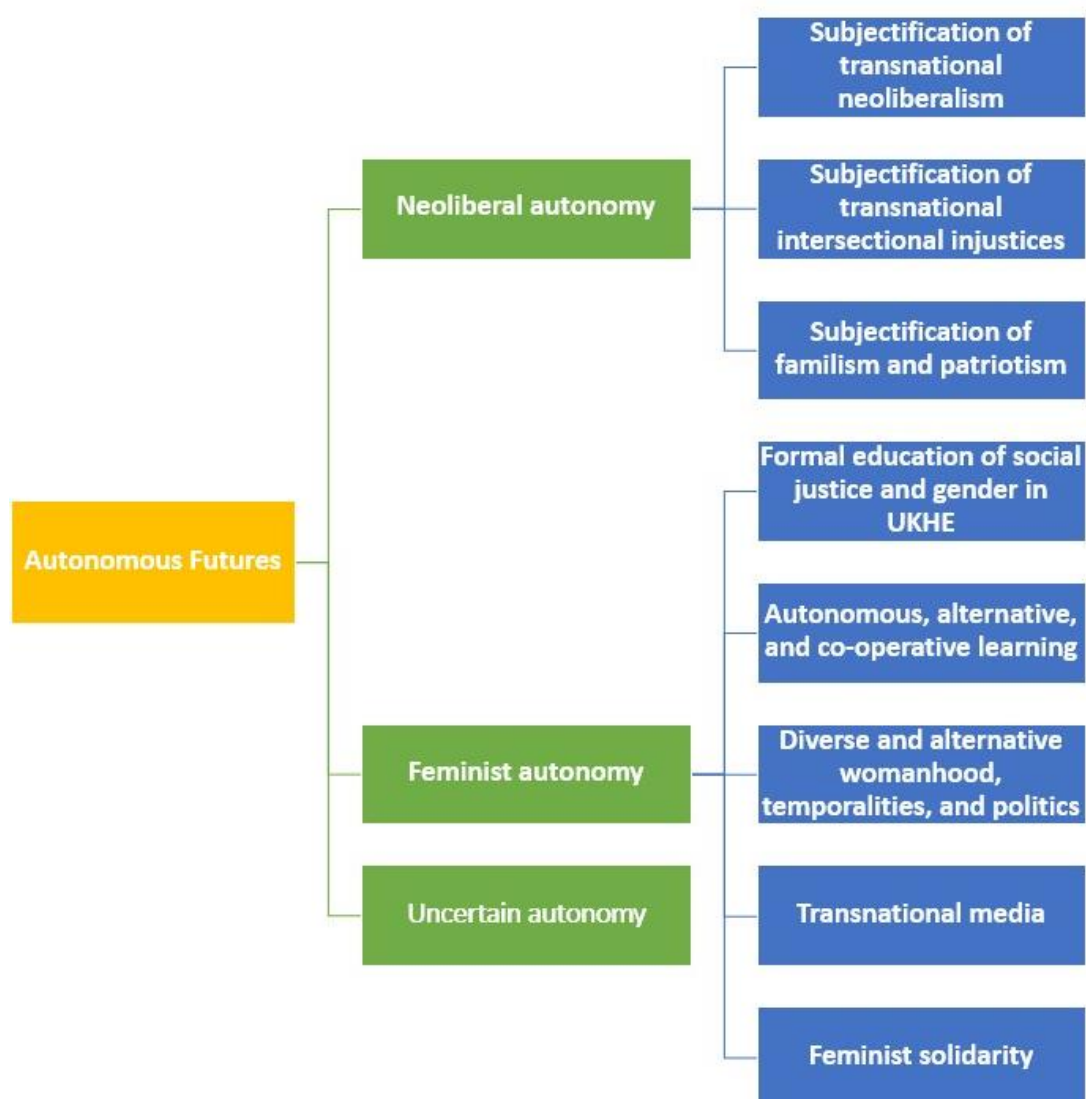 Autonomous Futures
Neoliberal autonomy
Subjectification of
transnational
neoliberalism
Subjectification of
transnational
intersectional injustices
Subjectification of
familism and patriotism
Feminist autonomy
Formal education of social
justice and gender in
UKHE
Autonomous, alternative,
and co-operative learning
Diverse and alternative
womanhood,
temporalities, and politics
Transnational media
Feminist solidarity
Uncertain autonomy